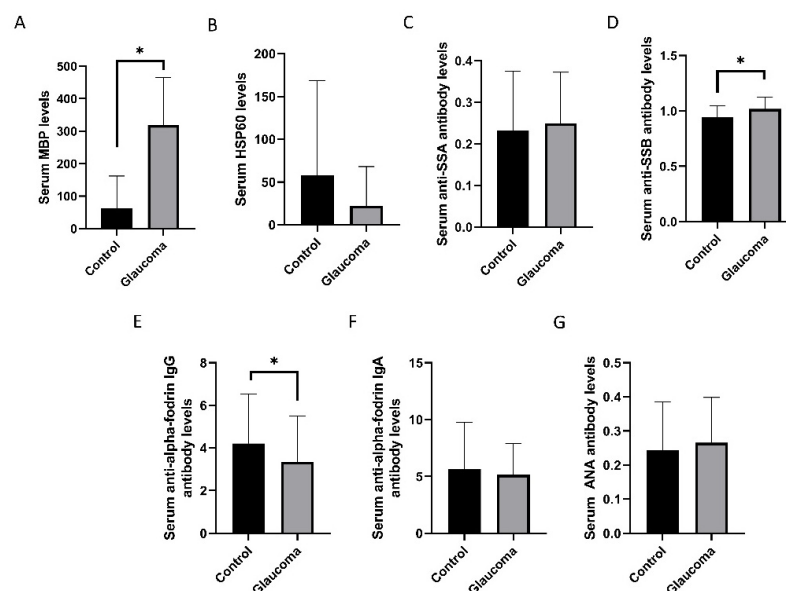 A
B
C
D
*
*
Serum MBP levels
500
400
300
200
100
0
Control
Glaucoma
Serum HSP60 levels
200
150
100
50
0
Control
Glaucoma
Serum anti-SSA antibody levels
0.4
0.3
0.2
0.1
0.0
Control
Glaucoma
Serum anti-SSB antibody levels
1.5
1.0
0.5
0.0
Control
Glaucoma
E
F
G
*
Serum anti-alpha-fodrin IgG
antibody levels
8
6
4
2
0
Control
Glaucoma
Serum anti-alpha-fodrin IgA
antibody levels
15
10
5
0
Control
Glaucoma
Serum ANA antibody levels
0.5
0.4
0.3
0.2
0.1
0.0
Control
Glaucoma